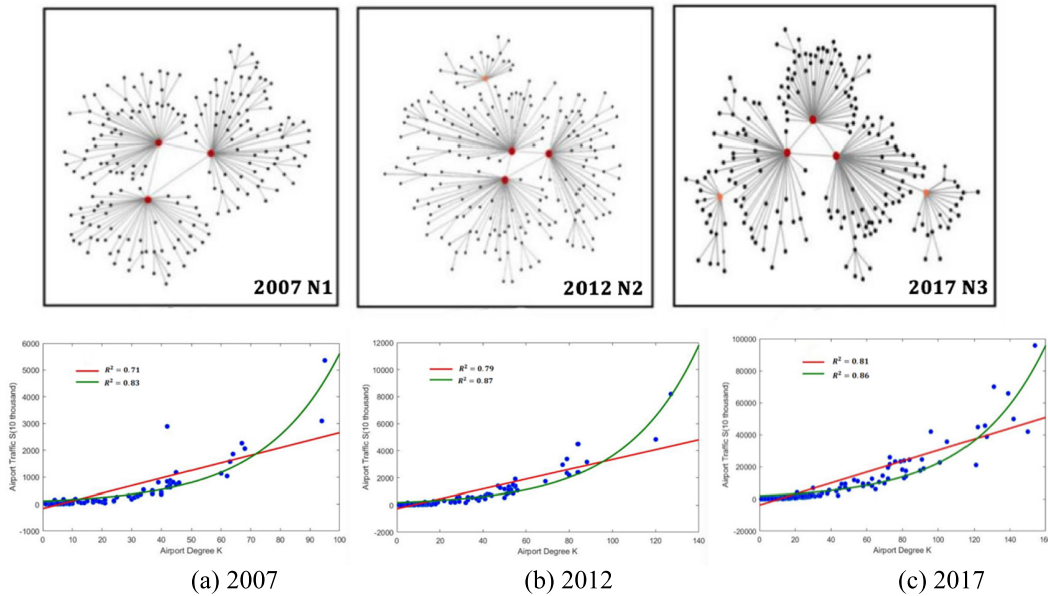 2007 N1
2012 N2
2017 N3
6000
5000
4000
3000
2000
1000
0
-1000
Airport Traffic S(10 thousand)
R² = 0.71
R² = 0.83
0 10 20 30 40 50 60 70 80 90 100
Airport Degree K
12000
10000
8000
6000
4000
2000
0
-2000
Airport Traffic S(10 thousand)
R² = 0.79
R² = 0.87
0 20 40 60 80 100 120 140
Airport Degree K
100000
80000
60000
40000
20000
0
-20000
Airport Traffic S(10 thousand)
R² = 0.81
R² = 0.86
0 20 40 60 80 100 120 140 160
Airport Degree K
(a) 2007
(b) 2012
(c) 2017